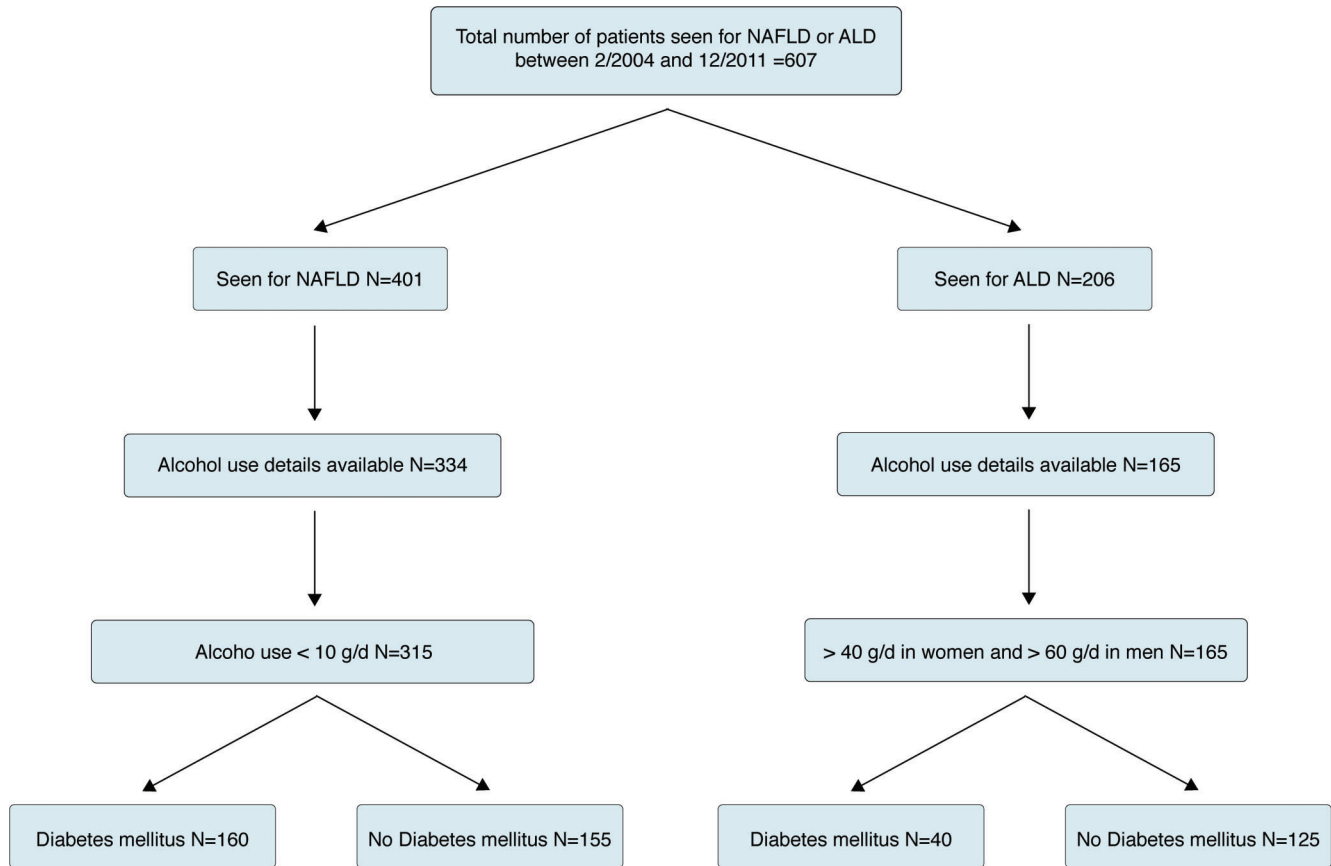 Total number of patients seen for NAFLD or ALD
between 2/2004 and 12/2011 =607
Seen for NAFLD N=401
Seen for ALD N=206
Alcohol use details available N=334
Alcohol use details available N=165
Alcoho use < 10 g/d N=315
> 40 g/d in women and > 60 g/d in men N=165
Diabetes mellitus N=160
No Diabetes mellitus N=155
Diabetes mellitus N=40
No Diabetes mellitus N=125